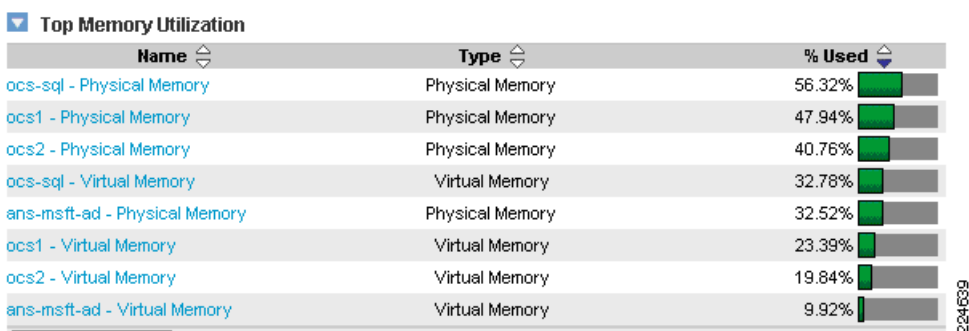 Top Memory Utilization
Name Type % Used
ocs-sql - Physical Memory Physical Memory 56.32%
ocs1 - Physical Memory Physical Memory 47.94%
ocs2 - Physical Memory Physical Memory 40.76%
ocs-sql - Virtual Memory Virtual Memory 32.78%
ans-msft-ad - Physical Memory Physical Memory 32.52%
ocs1 - Virtual Memory Virtual Memory 23.39%
ocs2 - Virtual Memory Virtual Memory 19.84%
ans-msft-ad - Virtual Memory Virtual Memory 9.92%
224639